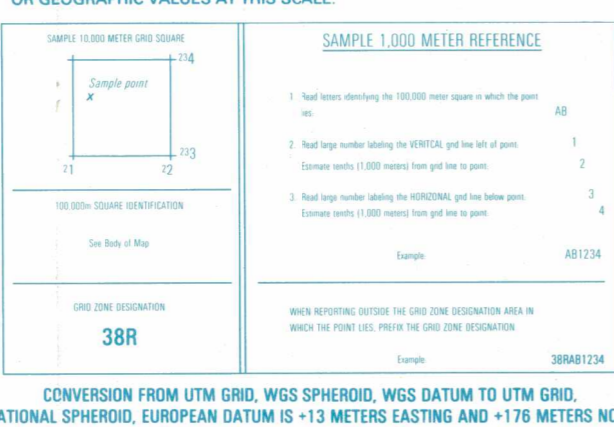 OR GEOGRAPHIC VALUES AT THIS SCALE.
SAMPLE 10,000 METER GRID SQUARE
234
Sample point
x
233
21
22
100,000m SQUARE IDENTIFICATION
See Body of Map
GRID ZONE DESIGNATION
38R
SAMPLE 1,000 METER REFERENCE
1. Read letters identifying the 100,000 meter square in which the point
lies.
AB
2. Read large number labeling the VERITCAL grid line left of point.
1
Estimate tenths (1,000 meters) from grid line to point.
2
3. Read large number labeling the HORIZONAL grid line below point.
3
Estimate tenths (1,000 meters) from grid line to point.
4
Example
AB1234
WHEN REPORTING OUTSIDE THE GRID ZONE DESIGNATION AREA IN
WHICH THE POINT LIES, PREFIX THE GRID ZONE DESIGNATION.
Example
38RAB1234
CONVERSION FROM UTM GRID, WGS SPHEROID, WGS DATUM TO UTM GRID,
ATIONAL SPHEROID, EUROPEAN DATUM IS +13 METERS EASTING AND +176 METERS NO